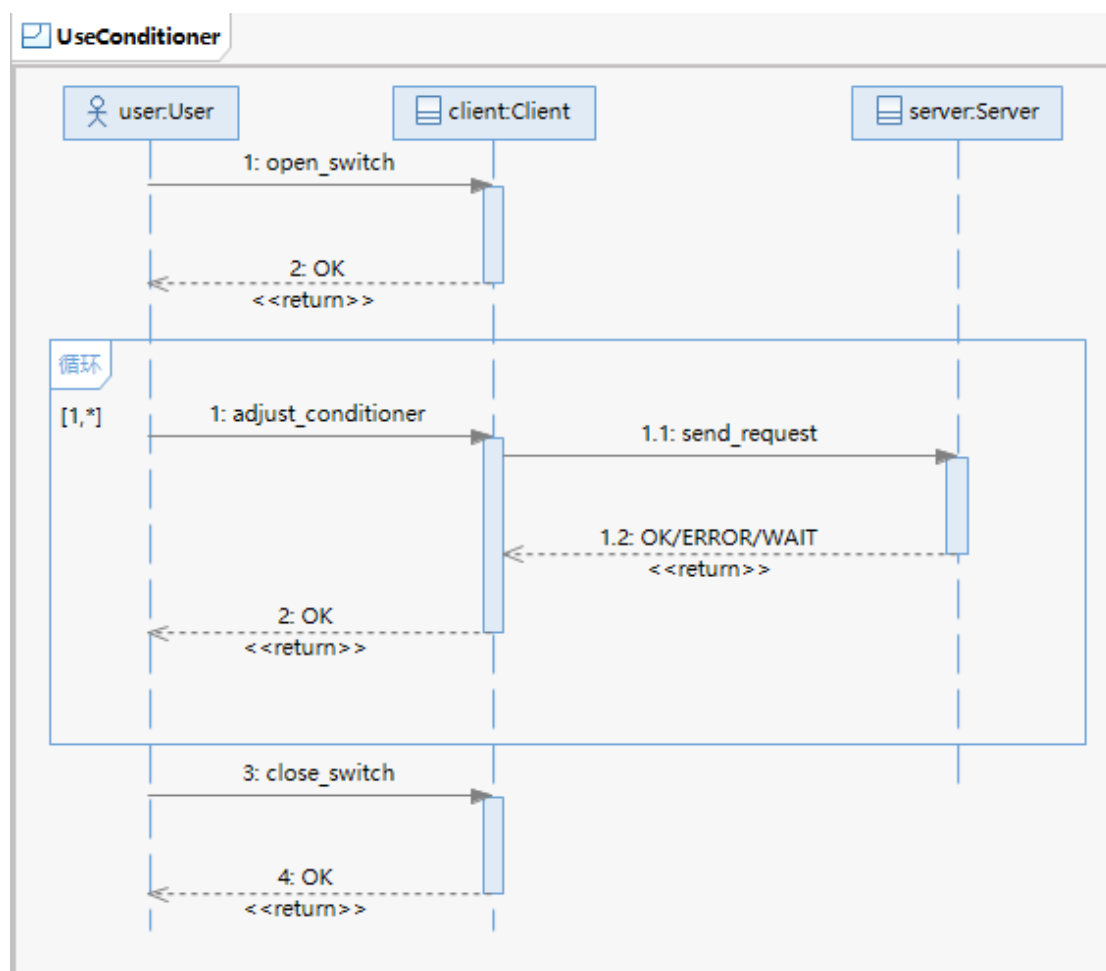 UseConditioner
user:User
client:Client
server:Server
1: open_switch
2: OK
<<return>>
循环
[1,*]
1: adjust_conditioner
1.1: send_request
1.2: OK/ERROR/WAIT
<<return>>
2: OK
<<return>>
3: close_switch
4: OK
<<return>>